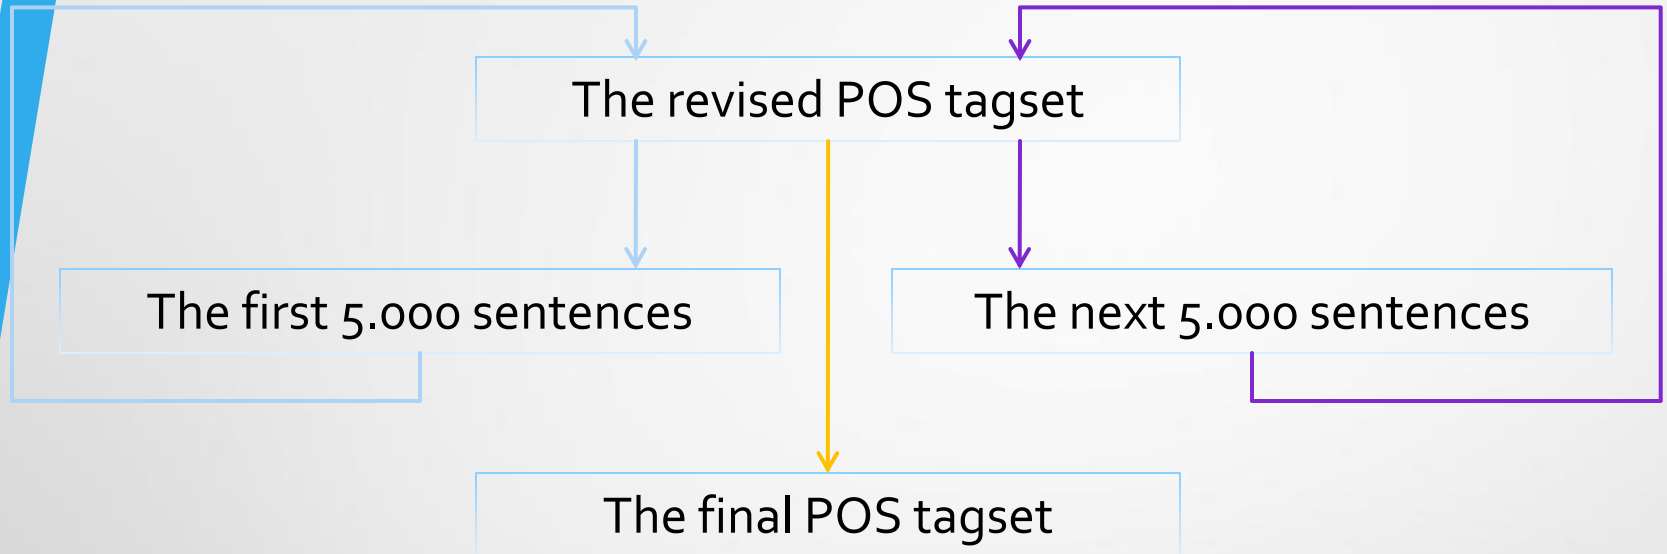 The revised POS tagset
The first 5.000 sentences
The next 5.000 sentences
The final POS tagset